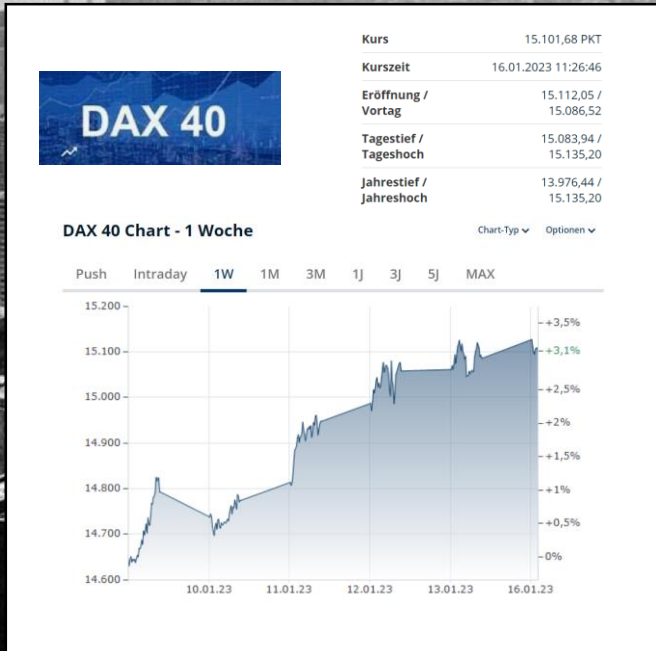 Kurs 15.101,68 PKT
Kurszeit 16.01.2023 11:26:46
Eröffnung / 15.112,05 /
Vortag 15.086,52
DAX 40
Tagestief / 15.083,94 /
Tageshoch 15.135,20
Jahrestief / 13.976,44 /
Jahreshoch 15.135,20
DAX 40 Chart - 1 Woche Chart-Typ Optionen
Push Intraday 1W 1M 3M 1J 3J 5J MAX
15.200
+3,5%
15.100 +3,1%
15.000 +2,5%
+2%
14.900
+1,5%
14.800 +1%
14.700 +0,5%
+0%
14.600
10.01.23 11.01.23 12.01.23 13.01.23 16.01.23